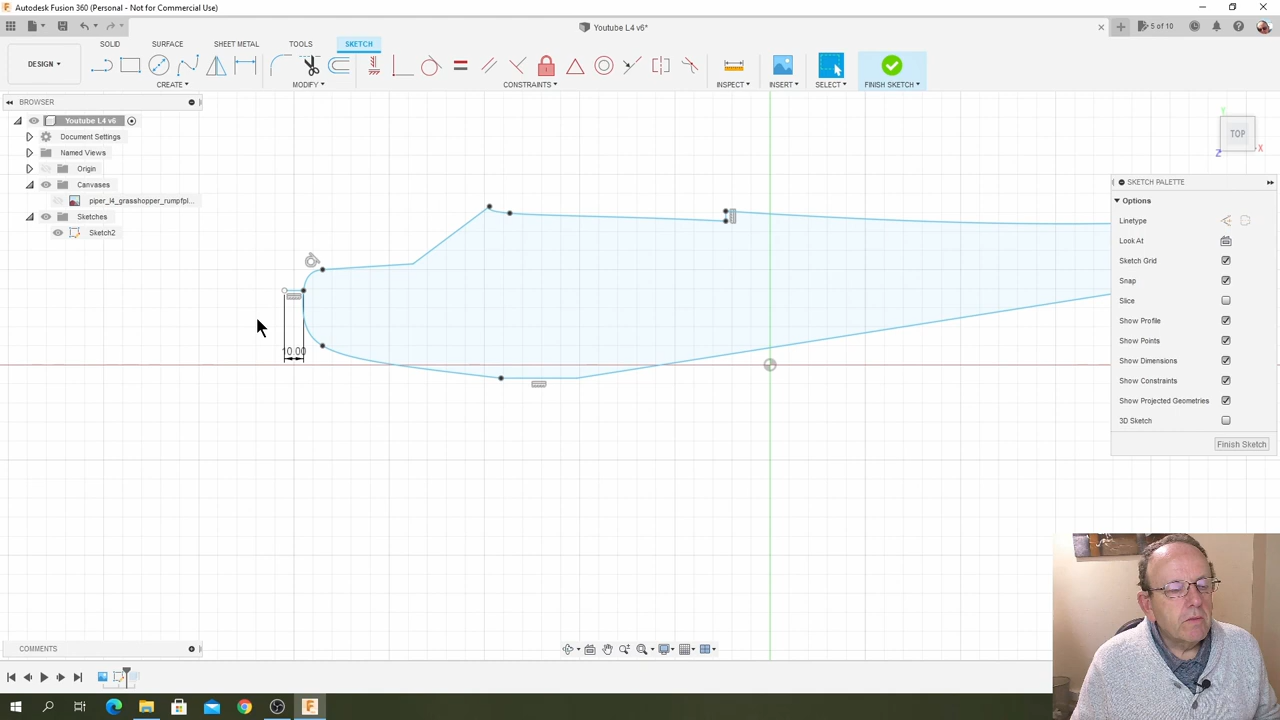 Autodesk Fusion 360 (Personal - Not for Commercial Use)
Youtube L4 v6*
5 of 10
SOLID SURFACE SHEET METAL TOOLS SKETCH
DESIGN
CREATE MODIFY CONSTRAINTS INSPECT INSERT SELECT FINISH SKETCH
BROWSER
Youtube L4 v6
Document Settings
Named Views
Origin
Canvases
piper_l4_grasshopper_rumpfpl...
Sketches
Sketch2
Y
TOP
X
Z
SKETCH PALETTE
Options
Linetype
Look At
Sketch Grid
Snap
Slice
Show Profile
Show Points
Show Dimensions
Show Constraints
Show Projected Geometries
3D Sketch
Finish Sketch
10.00
COMMENTS